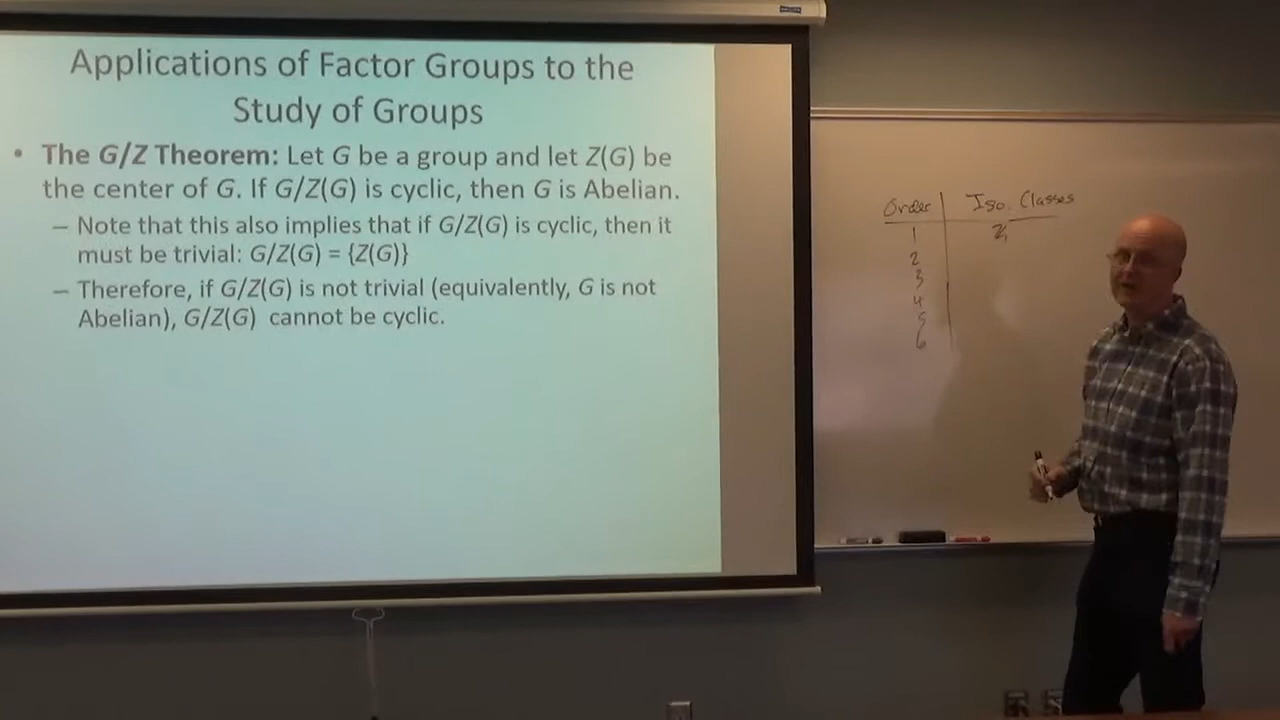 Applications of Factor Groups to the
Study of Groups
• The G/Z Theorem: Let G be a group and let Z(G) be
the center of G. If G/Z(G) is cyclic, then G is Abelian.
– Note that this also implies that if G/Z(G) is cyclic, then it
must be trivial: G/Z(G) = {Z(G)}
– Therefore, if G/Z(G) is not trivial (equivalently, G is not
Abelian), G/Z(G) cannot be cyclic.
Order Iso. Classes
1 Z₁
2
3
4
5
6